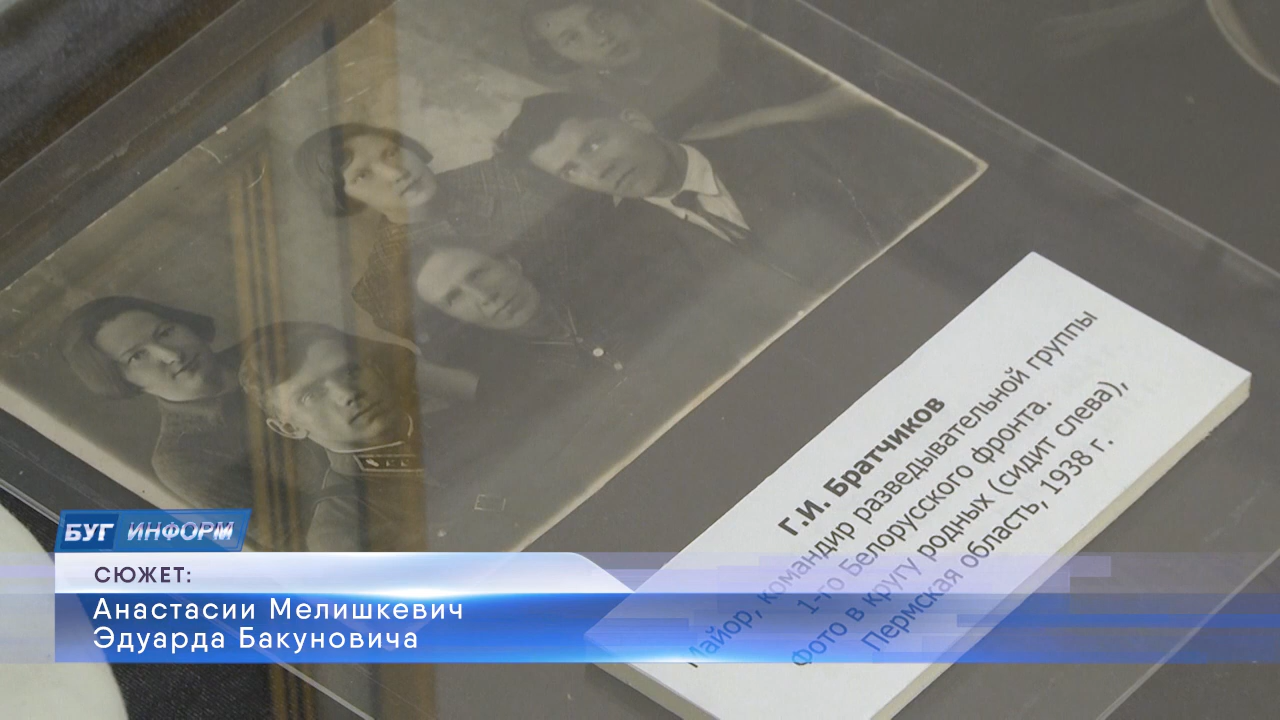 Г.И. Братчиков
Майор, командир разведывательной группы
1-го Белорусского фронта.
Фото в кругу родных (сидит слева),
Пермская область, 1938 г.
БУГ ИНФОРМ
СЮЖЕТ:
Анастасии Мелишкевич
Эдуарда Бакуновича